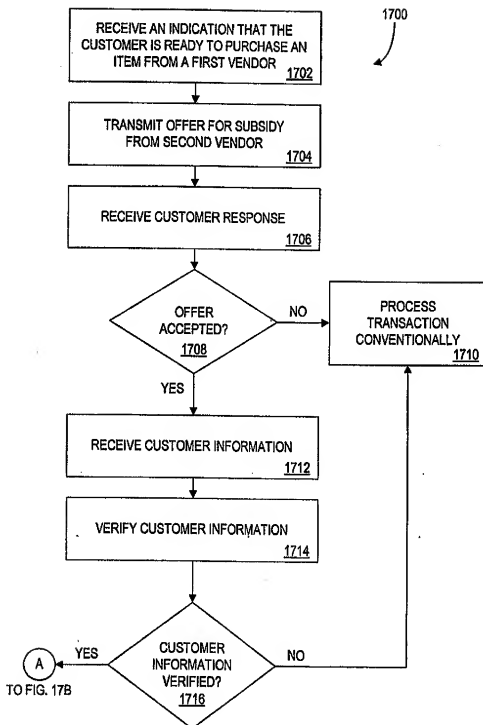 1700
RECEIVE AN INDICATION THAT THE
CUSTOMER IS READY TO PURCHASE AN
ITEM FROM A FIRST VENDOR
1702
TRANSMIT OFFER FOR SUBSIDY
FROM SECOND VENDOR
1704
RECEIVE CUSTOMER RESPONSE
1706
OFFER
ACCEPTED?
1708
NO
PROCESS
TRANSACTION
CONVENTIONALLY
1710
YES
RECEIVE CUSTOMER INFORMATION
1712
VERIFY CUSTOMER INFORMATION
1714
CUSTOMER
INFORMATION
VERIFIED?
1716
NO
YES
A
TO FIG. 17B